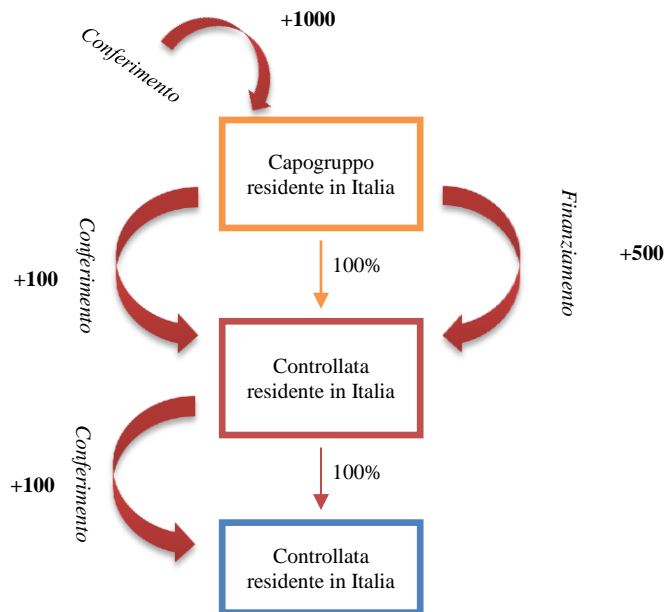 +1000
Conferimento
Capogruppo
residente in Italia
Conferimento
+100
Finanziamento
+500
100%
Controllata
residente in Italia
Conferimento
+100
100%
Controllata
residente in Italia